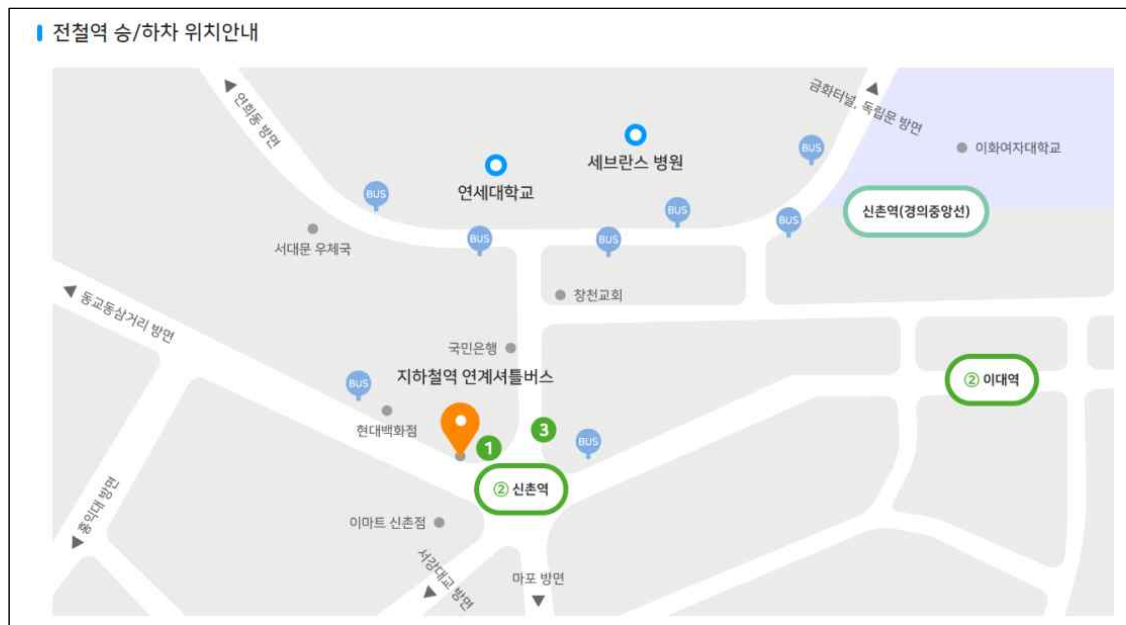 전철역 승/하차 위치안내
연희동 방면
금화터널, 독립문 방면
BUS
세브란스 병원
이화여자대학교
연세대학교
BUS
BUS
신촌역(경의중앙선)
BUS
서대문 우체국
BUS
BUS
창천교회
동교동삼거리 방면
국민은행
지하철역 연계셔틀버스
BUS
② 이대역
현대백화점
1
3
BUS
② 신촌역
홍익대 방면
이마트 신촌점
서강대교 방면
마포 방면